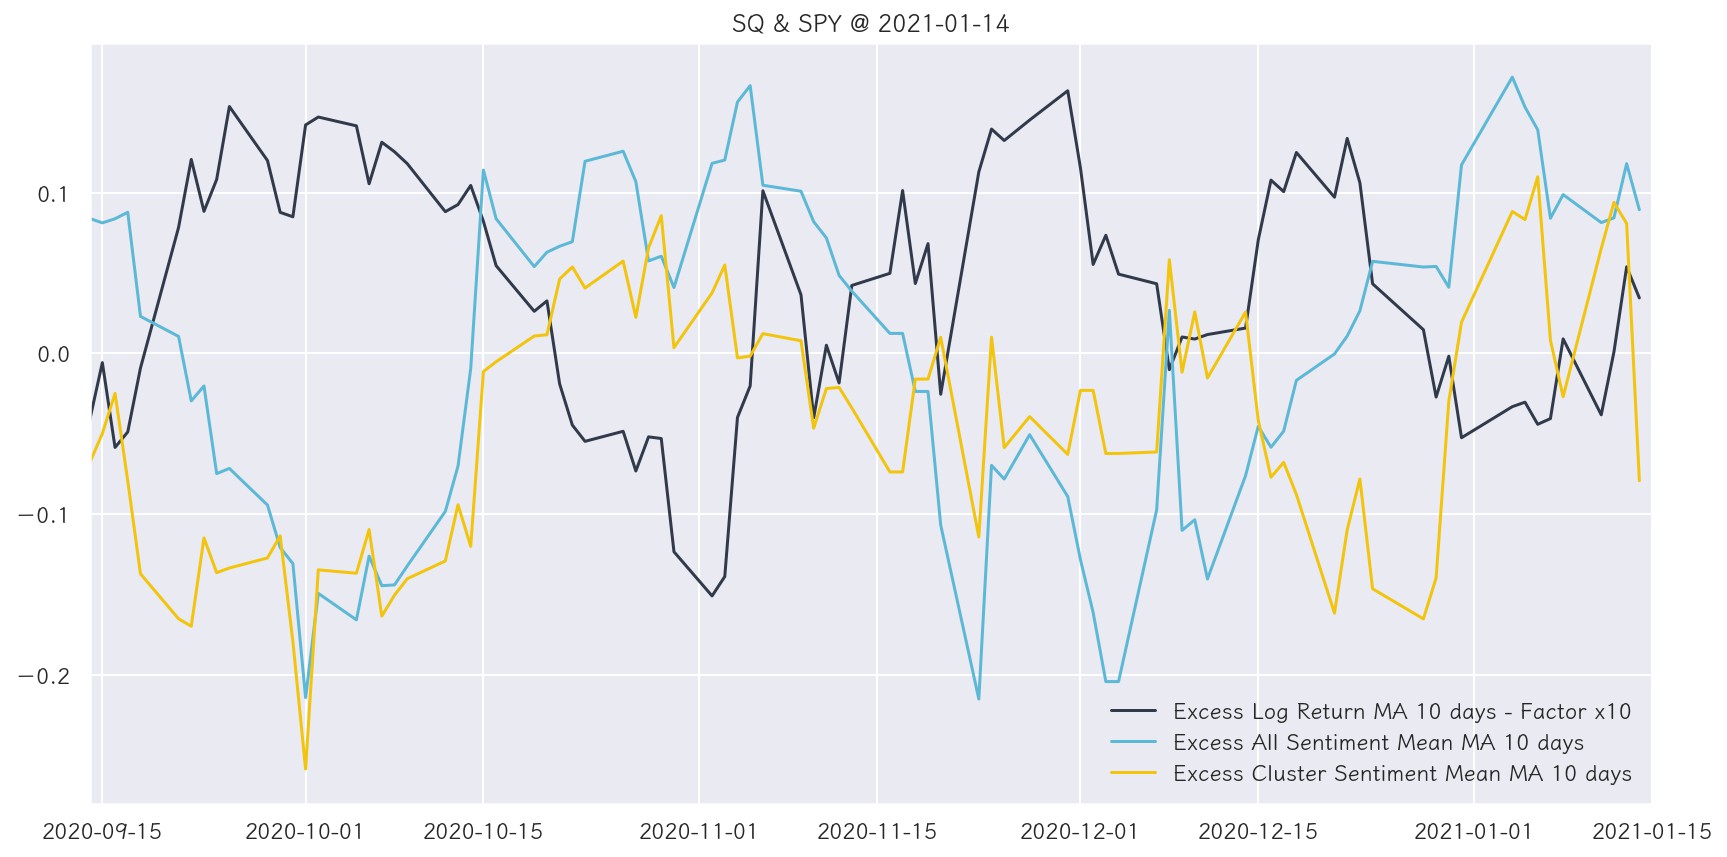 SQ & SPY @ 2021-01-14
0.1
0.0
−0.1
−0.2
Excess Log Return MA 10 days - Factor x10
Excess All Sentiment Mean MA 10 days
Excess Cluster Sentiment Mean MA 10 days
2020-09-15 2020-10-01 2020-10-15 2020-11-01 2020-11-15 2020-12-01 2020-12-15 2021-01-01 2021-01-15